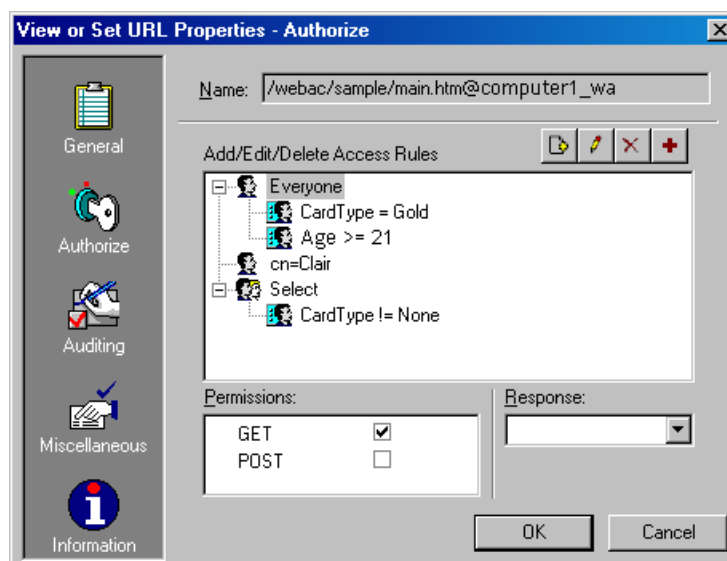 View or Set URL Properties - Authorize
General
Authorize
Auditing
Miscellaneous
Information
Name: /webac/sample/main.htm@computer1_wa
Add/Edit/Delete Access Rules
Everyone
CardType = Gold
Age >= 21
cn=Clair
Select
CardType != None
Permissions:
GET
POST
Response:
OK
Cancel